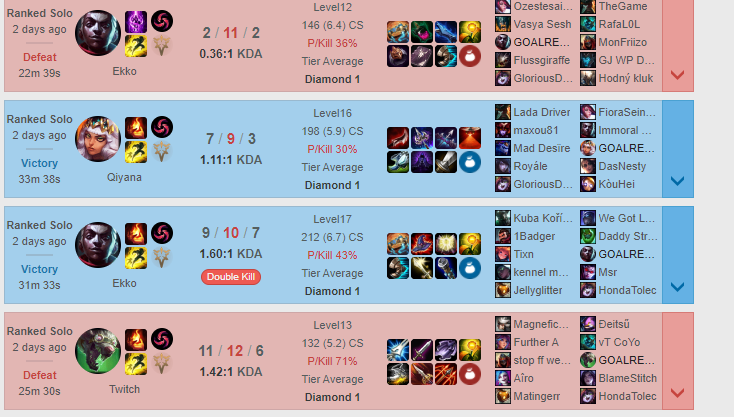 Ranked Solo
2 days ago
Defeat
22m 39s
Ekko
2 / 11 / 2
0.36:1 KDA
Level12
146 (6.4) CS
P/Kill 36%
Tier Average
Diamond 1
Ozestesai...
Vasya Sesh
GOALRE...
Flussgiraffe
GloriousD...
TheGame
RafaL0L
MonFriizo
GJ WP D...
Hodný kluk
Ranked Solo
2 days ago
Victory
33m 38s
Qiyana
7 / 9 / 3
1.11:1 KDA
Level16
198 (5.9) CS
P/Kill 30%
Tier Average
Diamond 1
Lada Driver
maxou81
Mad Desire
Royále
GloriousD...
FioraSein...
Immoral ...
GOALRE...
DasNesty
KòuHei
Ranked Solo
2 days ago
Victory
31m 33s
Ekko
9 / 10 / 7
1.60:1 KDA
Double Kill
Level17
212 (6.7) CS
P/Kill 43%
Tier Average
Diamond 1
Kuba Koří...
1Badger
Tixn
kennel m...
Jellyglitter
We Got L...
Daddy Str...
GOALRE...
Msr
HondaTolec
Ranked Solo
2 days ago
Defeat
25m 30s
Twitch
11 / 12 / 6
1.42:1 KDA
Level13
132 (5.2) CS
P/Kill 71%
Tier Average
Diamond 1
Magnefic...
Further A
stop ff we...
Aîro
Matingerr
Đeitsű
vT CoYo
GOALRE...
BlameStitch
HondaTolec